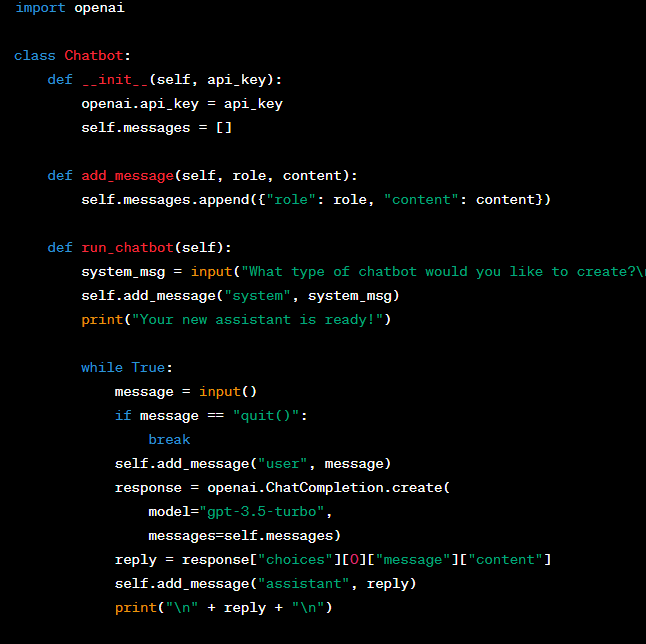 import openai

class Chatbot:
    def __init__(self, api_key):
        openai.api_key = api_key
        self.messages = []

    def add_message(self, role, content):
        self.messages.append({"role": role, "content": content})

    def run_chatbot(self):
        system_msg = input("What type of chatbot would you like to create?\
        self.add_message("system", system_msg)
        print("Your new assistant is ready!")

        while True:
            message = input()
            if message == "quit()":
                break
            self.add_message("user", message)
            response = openai.ChatCompletion.create(
                model="gpt-3.5-turbo",
                messages=self.messages)
            reply = response["choices"][0]["message"]["content"]
            self.add_message("assistant", reply)
            print("\n" + reply + "\n")